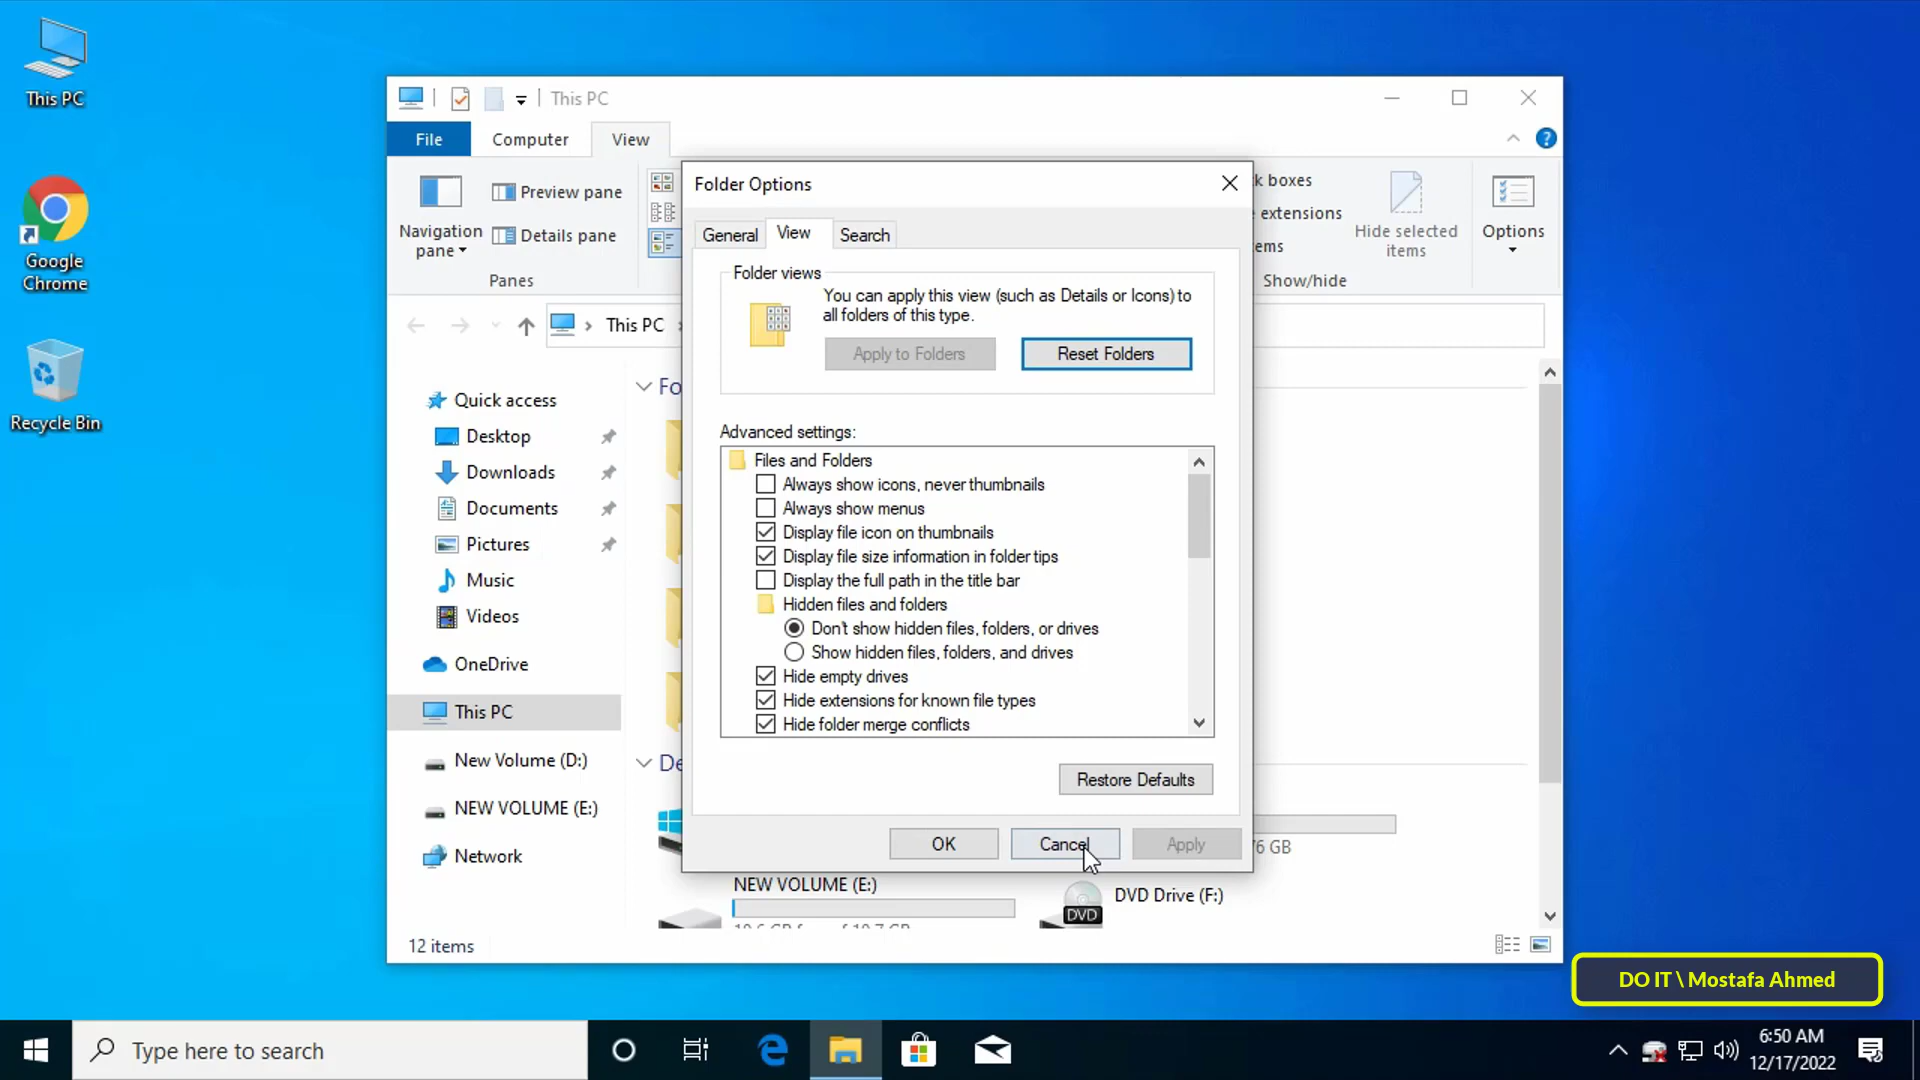 This PC
Google
Chrome
Recycle Bin
This PC
File
Computer
View
Navigation
pane
Preview pane
Details pane
Panes
k boxes
extensions
ems
Hide selected
items
Show/hide
Options
This PC
Quick access
Desktop
Downloads
Documents
Pictures
Music
Videos
OneDrive
This PC
New Volume (D:)
NEW VOLUME (E:)
Network
12 items
Fo
De
Folder Options
General
View
Search
Folder views
You can apply this view (such as Details or Icons) to
all folders of this type.
Apply to Folders
Reset Folders
Advanced settings:
Files and Folders
Always show icons, never thumbnails
Always show menus
Display file icon on thumbnails
Display file size information in folder tips
Display the full path in the title bar
Hidden files and folders
Don't show hidden files, folders, or drives
Show hidden files, folders, and drives
Hide empty drives
Hide extensions for known file types
Hide folder merge conflicts
Restore Defaults
OK
Cancel
Apply
6 GB
NEW VOLUME (E:)
DVD Drive (F:)
DVD
DO IT \ Mostafa Ahmed
Type here to search
6:50 AM
12/17/2022